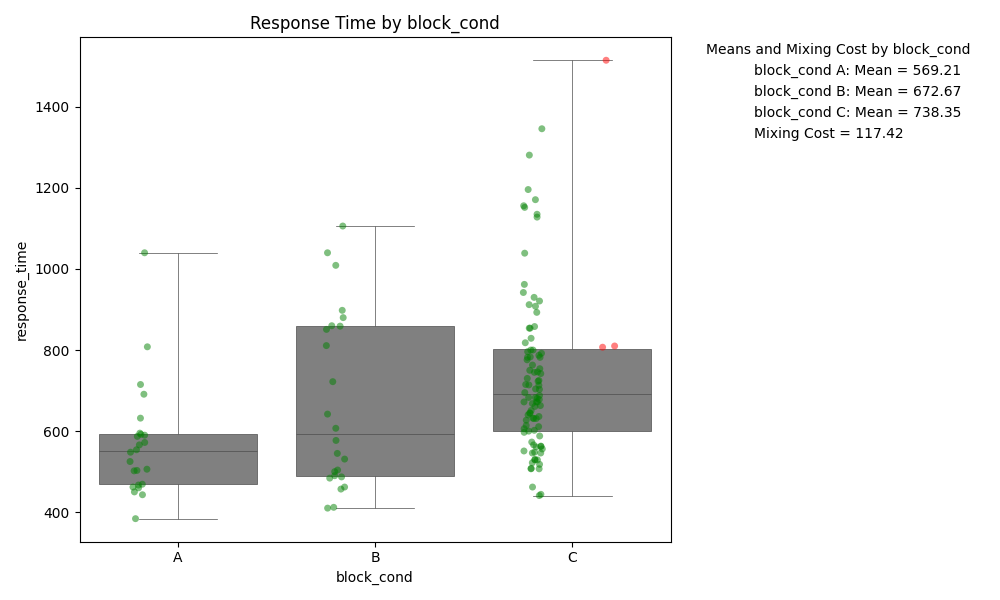 Response Time by block_cond
Means and Mixing Cost by block_cond
block_cond A: Mean = 569.21
block_cond B: Mean = 672.67
block_cond C: Mean = 738.35
Mixing Cost = 117.42
response_time
1400
1200
1000
800
600
400
A B C
block_cond